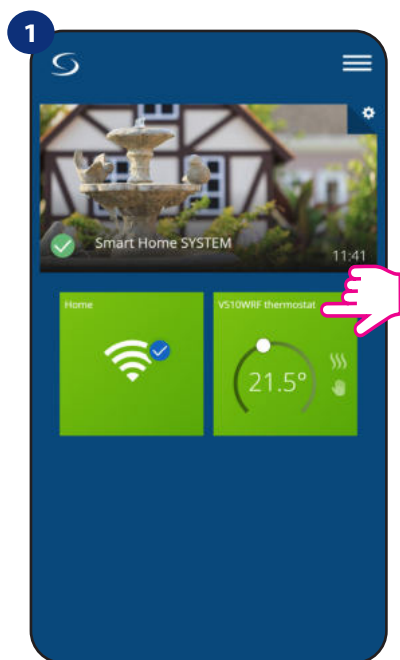 1
Smart Home SYSTEM
11:41
Home
VS10WRF thermostat
21.5°